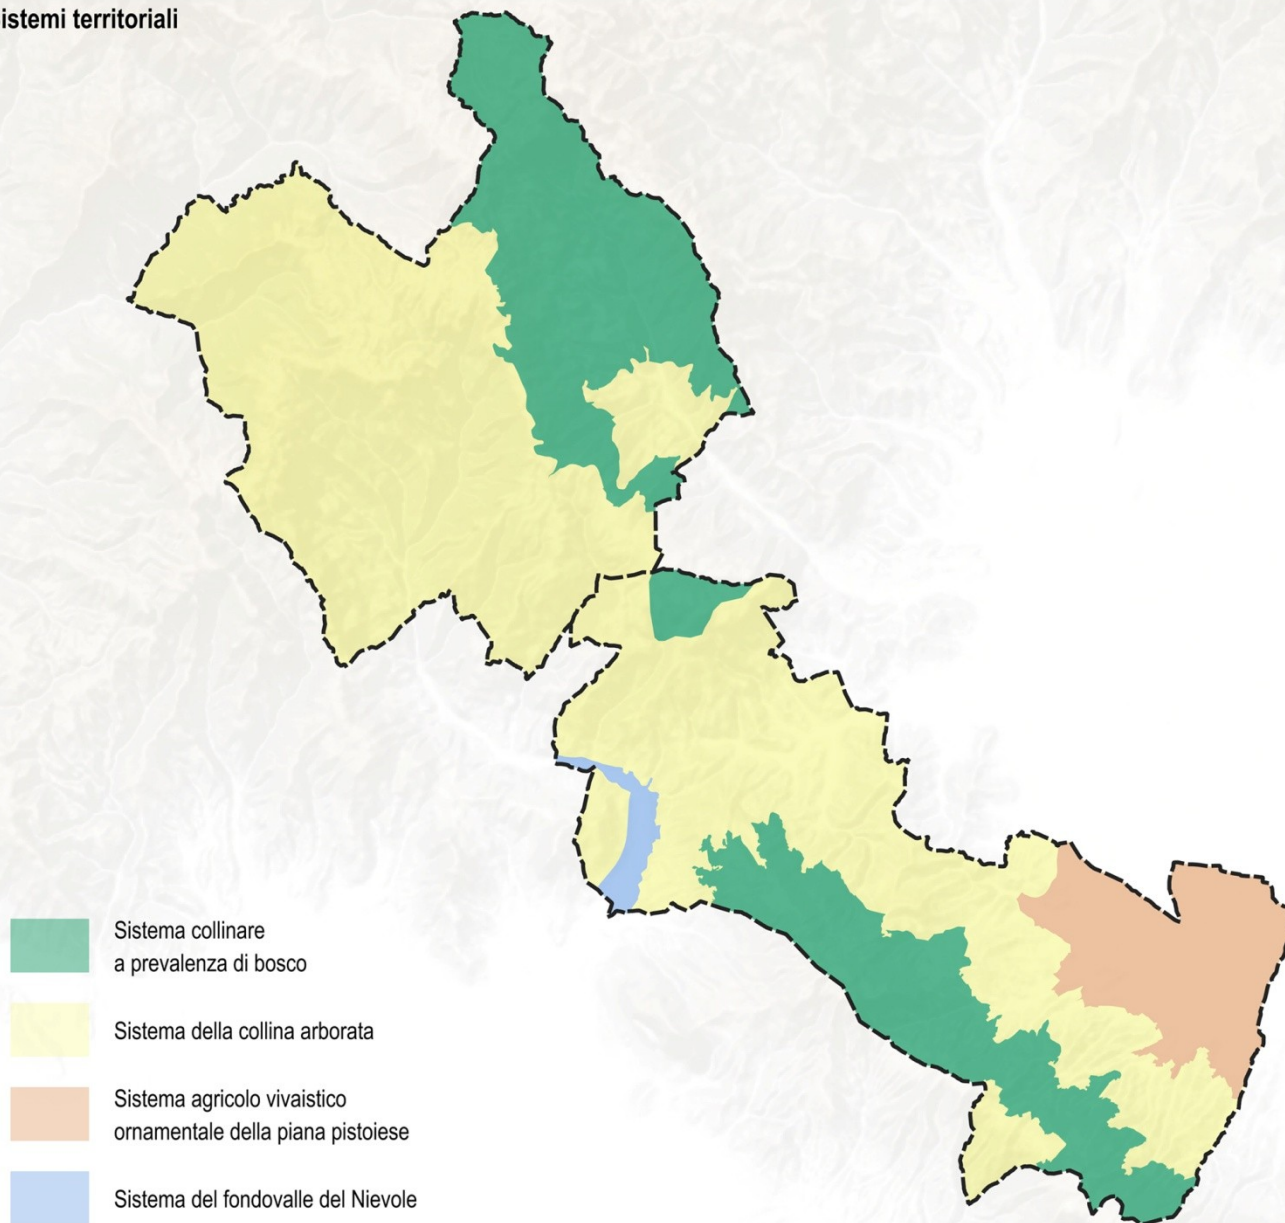 istemi territoriali
Sistema collinare
a prevalenza di bosco
Sistema della collina arborata
Sistema agricolo vivaistico
ornamentale della piana pistoiese
Sistema del fondovalle del Nievole